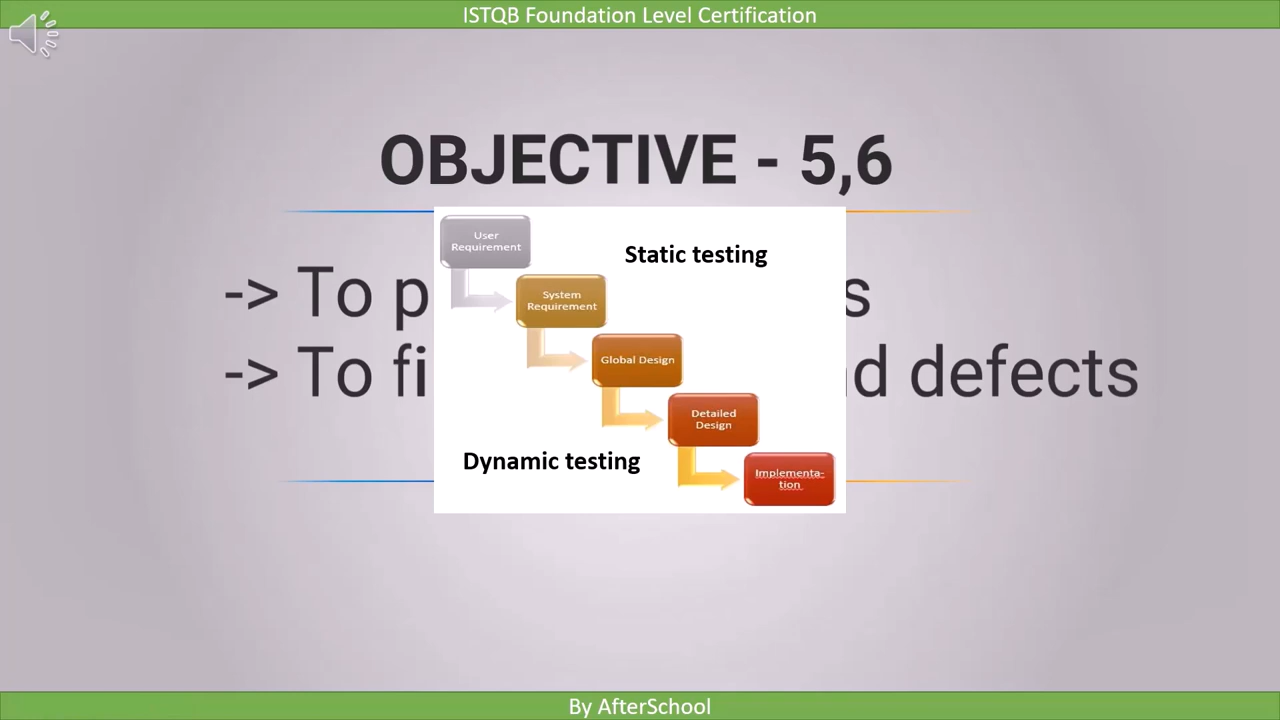 ISTQB Foundation Level Certification
OBJECTIVE - 5,6
-> To
-> To defects
User
Requirement
Static testing
System
Requirement
Global Design
Detailed
Design
Dynamic testing
Implementa-
tion
By AfterSchool